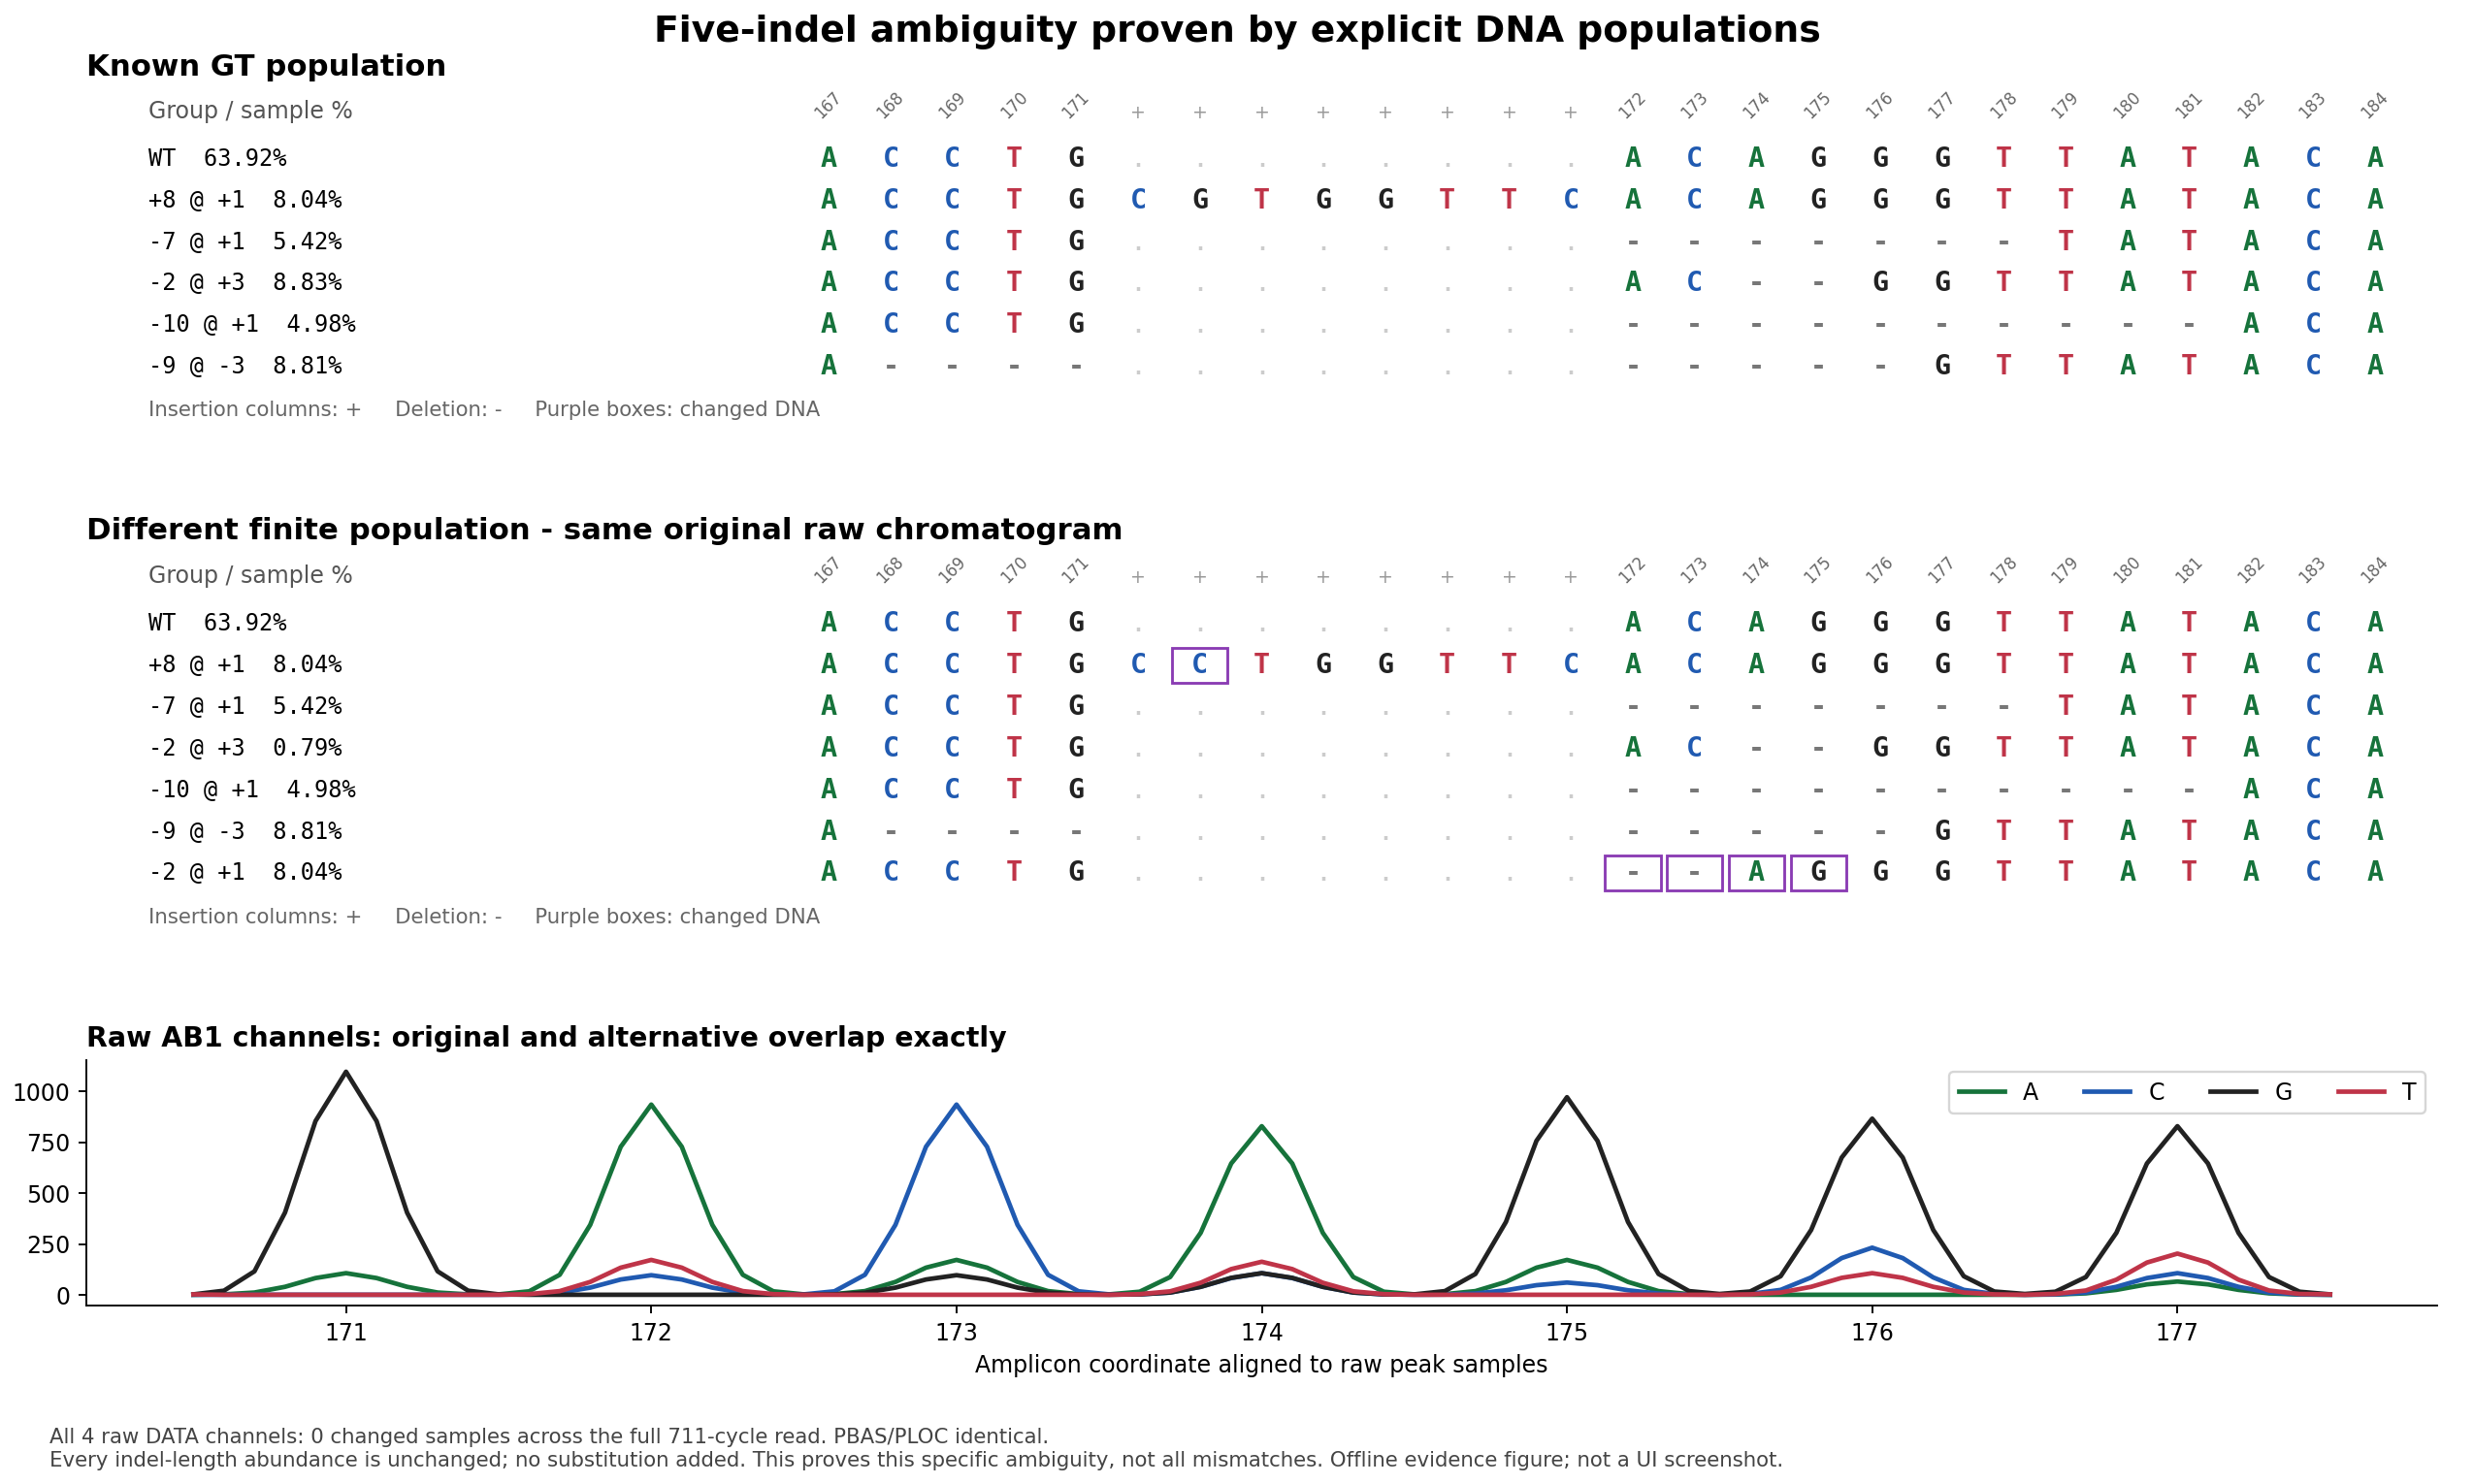 Five-indel ambiguity proven by explicit DNA populations
Known GT population
Group / sample % 167 168 169 170 171 + + + + + + + + 172 173 174 175 176 177 178 179 180 181 182 183 184
WT 63.92% A C C T G . . . . . . . . A C A G G G T T A T A C A
+8 @ +1 8.04% A C C T G C G T G G T T C A C A G G G T T A T A C A
-7 @ +1 5.42% A C C T G . . . . . . . . - - - - - - - T A T A C A
-2 @ +3 8.83% A C C T G . . . . . . . . A C - - G G T T A T A C A
-10 @ +1 4.98% A C C T G . . . . . . . . - - - - - - - - - - A C A
-9 @ -3 8.81% A - - - - . . . . . . . . - - - - - G T T A T A C A
Insertion columns: + Deletion: - Purple boxes: changed DNA
Different finite population - same original raw chromatogram
Group / sample % 167 168 169 170 171 + + + + + + + + 172 173 174 175 176 177 178 179 180 181 182 183 184
WT 63.92% A C C T G . . . . . . . . A C A G G G T T A T A C A
+8 @ +1 8.04% A C C T G C C T G G T T C A C A G G G T T A T A C A
-7 @ +1 5.42% A C C T G . . . . . . . . - - - - - - - T A T A C A
-2 @ +3 0.79% A C C T G . . . . . . . . A C - - G G T T A T A C A
-10 @ +1 4.98% A C C T G . . . . . . . . - - - - - - - - - - A C A
-9 @ -3 8.81% A - - - - . . . . . . . . - - - - - G T T A T A C A
-2 @ +1 8.04% A C C T G . . . . . . . . - - A G G G T T A T A C A
Insertion columns: + Deletion: - Purple boxes: changed DNA
Raw AB1 channels: original and alternative overlap exactly
A C G T
1000
750
500
250
0
171 172 173 174 175 176 177
Amplicon coordinate aligned to raw peak samples
All 4 raw DATA channels: 0 changed samples across the full 711-cycle read. PBAS/PLOC identical.
Every indel-length abundance is unchanged; no substitution added. This proves this specific ambiguity, not all mismatches. Offline evidence figure; not a UI screenshot.